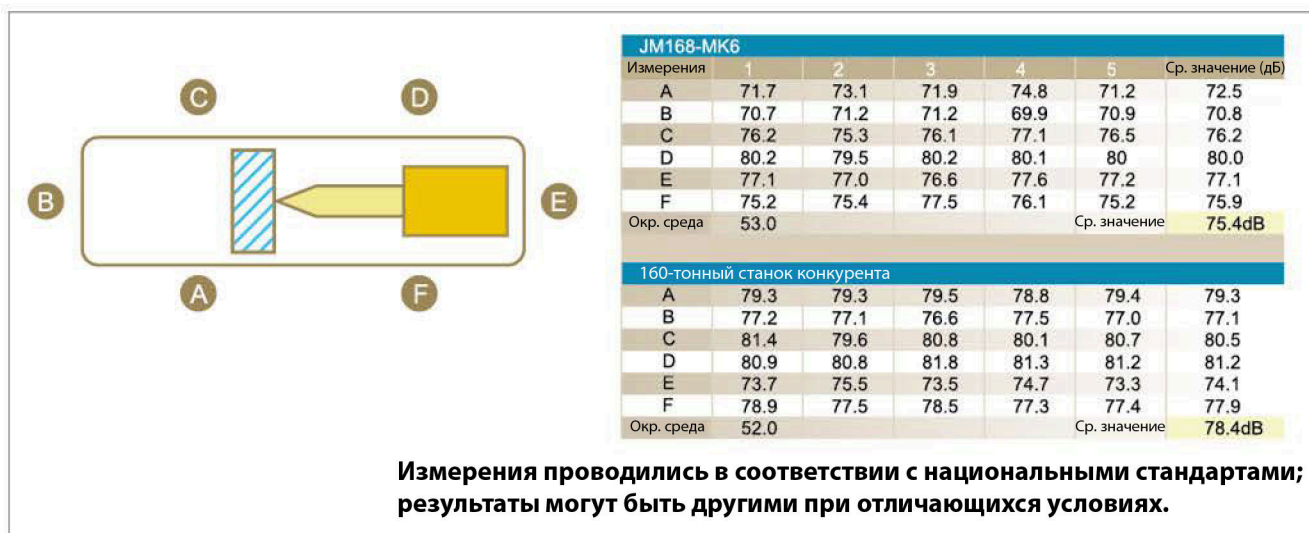 C D
B E
A F
JM168-MK6
Измерения 1 2 3 4 5 Ср. значение (дБ)
A 71.7 73.1 71.9 74.8 71.2 72.5
B 70.7 71.2 71.2 69.9 70.9 70.8
C 76.2 75.3 76.1 77.1 76.5 76.2
D 80.2 79.5 80.2 80.1 80 80.0
E 77.1 77.0 76.6 77.6 77.2 77.1
F 75.2 75.4 77.5 76.1 75.2 75.9
Окр. среда 53.0 Ср. значение 75.4dB
160-тонный станок конкурента
A 79.3 79.3 79.5 78.8 79.4 79.3
B 77.2 77.1 76.6 77.5 77.0 77.1
C 81.4 79.6 80.8 80.1 80.7 80.5
D 80.9 80.8 81.8 81.3 81.2 81.2
E 73.7 75.5 73.5 74.7 73.3 74.1
F 78.9 77.5 78.5 77.3 77.4 77.9
Окр. среда 52.0 Ср. значение 78.4dB
Измерения проводились в соответствии с национальными стандартами;
результаты могут быть другими при отличающихся условиях.